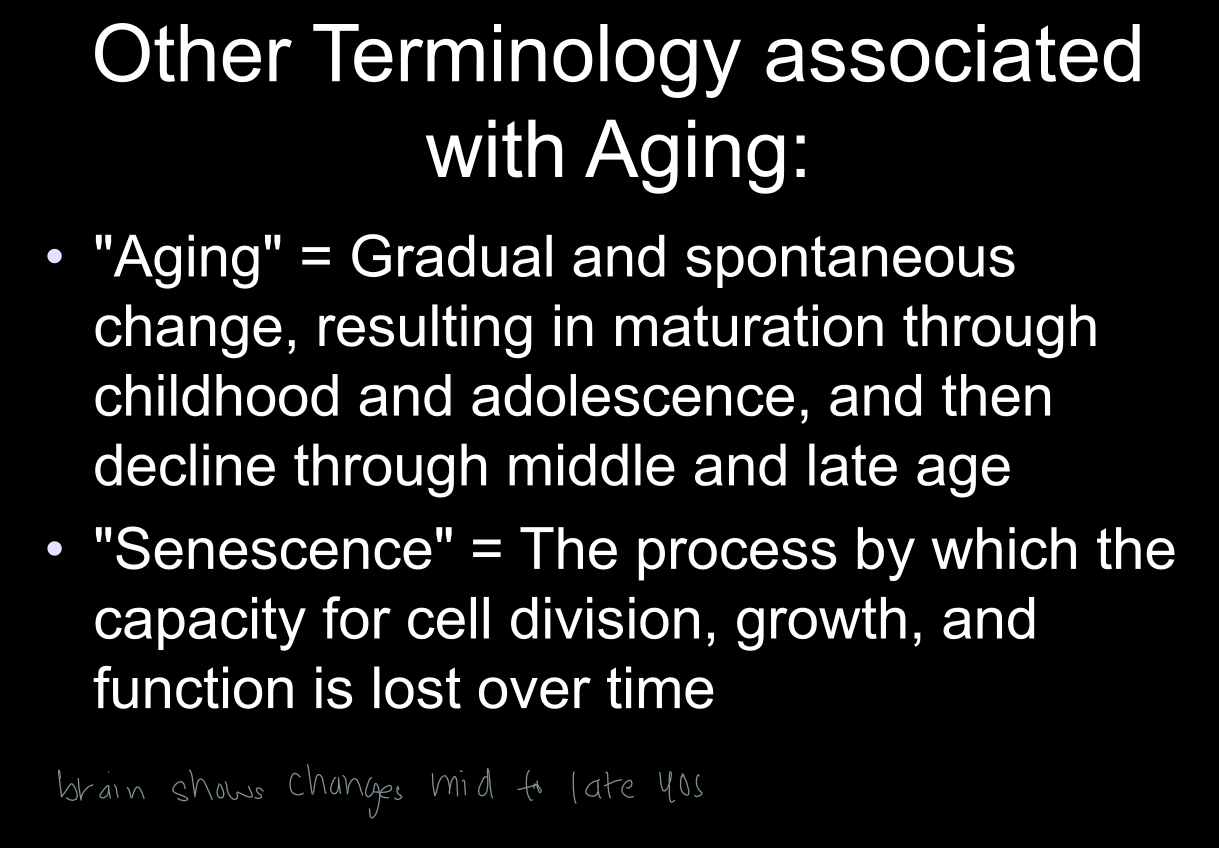 Other Terminology associated
with Aging:
• "Aging" = Gradual and spontaneous
change, resulting in maturation through
childhood and adolescence, and then
decline through middle and late age
• "Senescence" = The process by which the
capacity for cell division, growth, and
function is lost over time
brain shows changes mid to late 40s